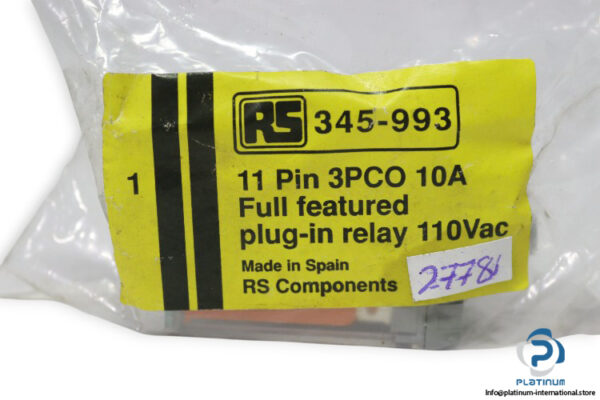 RS 345-993
1
11 Pin 3PCO 10A
Full featured
plug-in relay 110Vac
Made in Spain
RS Components
PLATINUM
Info@platinum-international.store